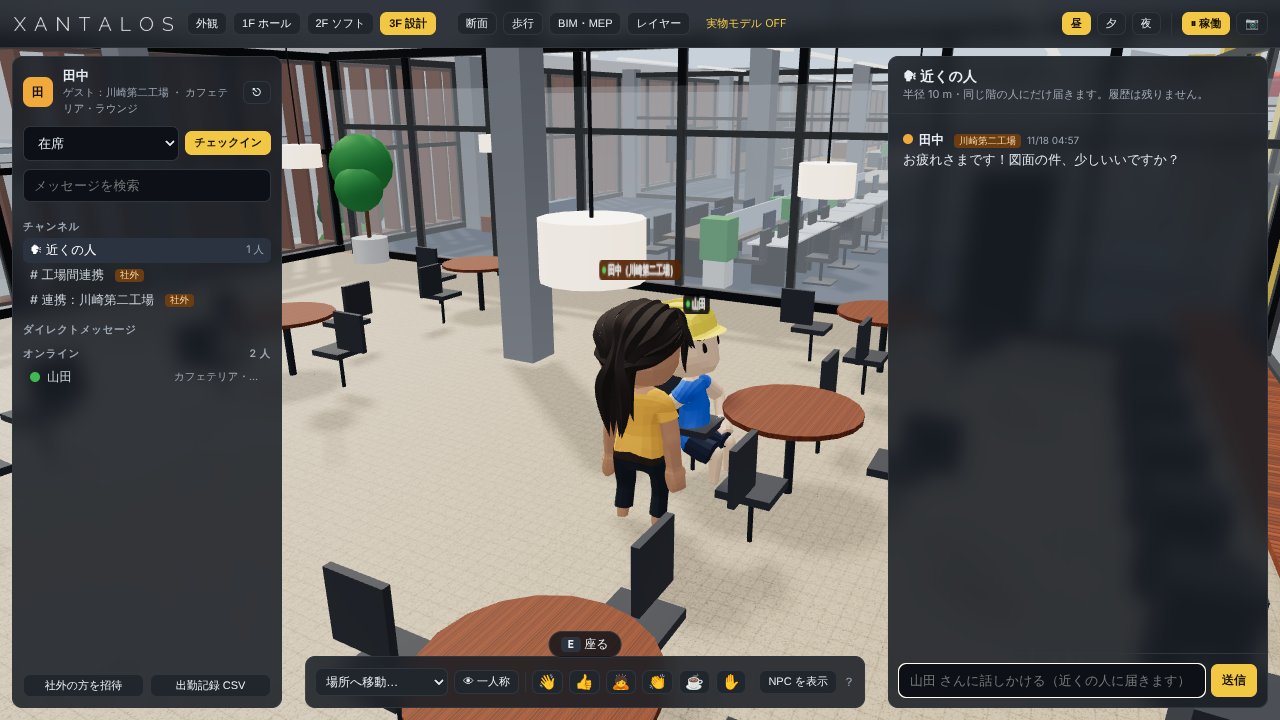 XANTALOS 外観 1F ホール 2F ソフト 3F 設計 断面 歩行 BIM・MEP レイヤー 実物モデル OFF 昼 夕 夜 稼働
田 田中
ゲスト：川崎第二工場 ・ カフェテ
リア・ラウンジ
在席 チェックイン
メッセージを検索
チャンネル
近くの人 1 人
# 工場間連携 社外
# 連携：川崎第二工場 社外
ダイレクトメッセージ
オンライン 2 人
山田 カフェテリア・...
社外の方を招待 出勤記録 CSV
田中（川崎第二工場）
山田
E 座る
場所へ移動... 一人称 NPC を表示 ?
近くの人
半径 10 m・同じ階の人にだけ届きます。履歴は残りません。
田中 川崎第二工場 11/18 04:57
お疲れさまです！図面の件、少しいいですか？
山田 さんに話しかける（近くの人に届きます） 送信